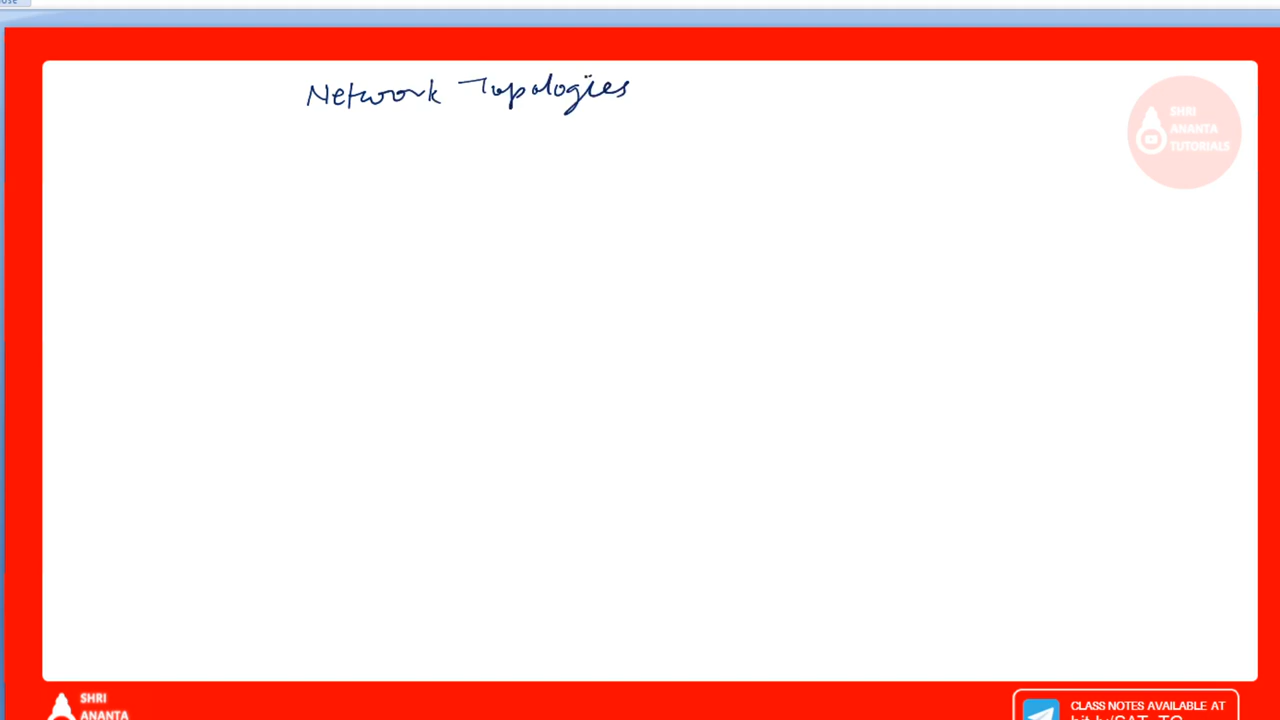 Network Topologies
SHRI
ANANTA
TUTORIALS
SHRI
ANANTA
CLASS NOTES AVAILABLE AT